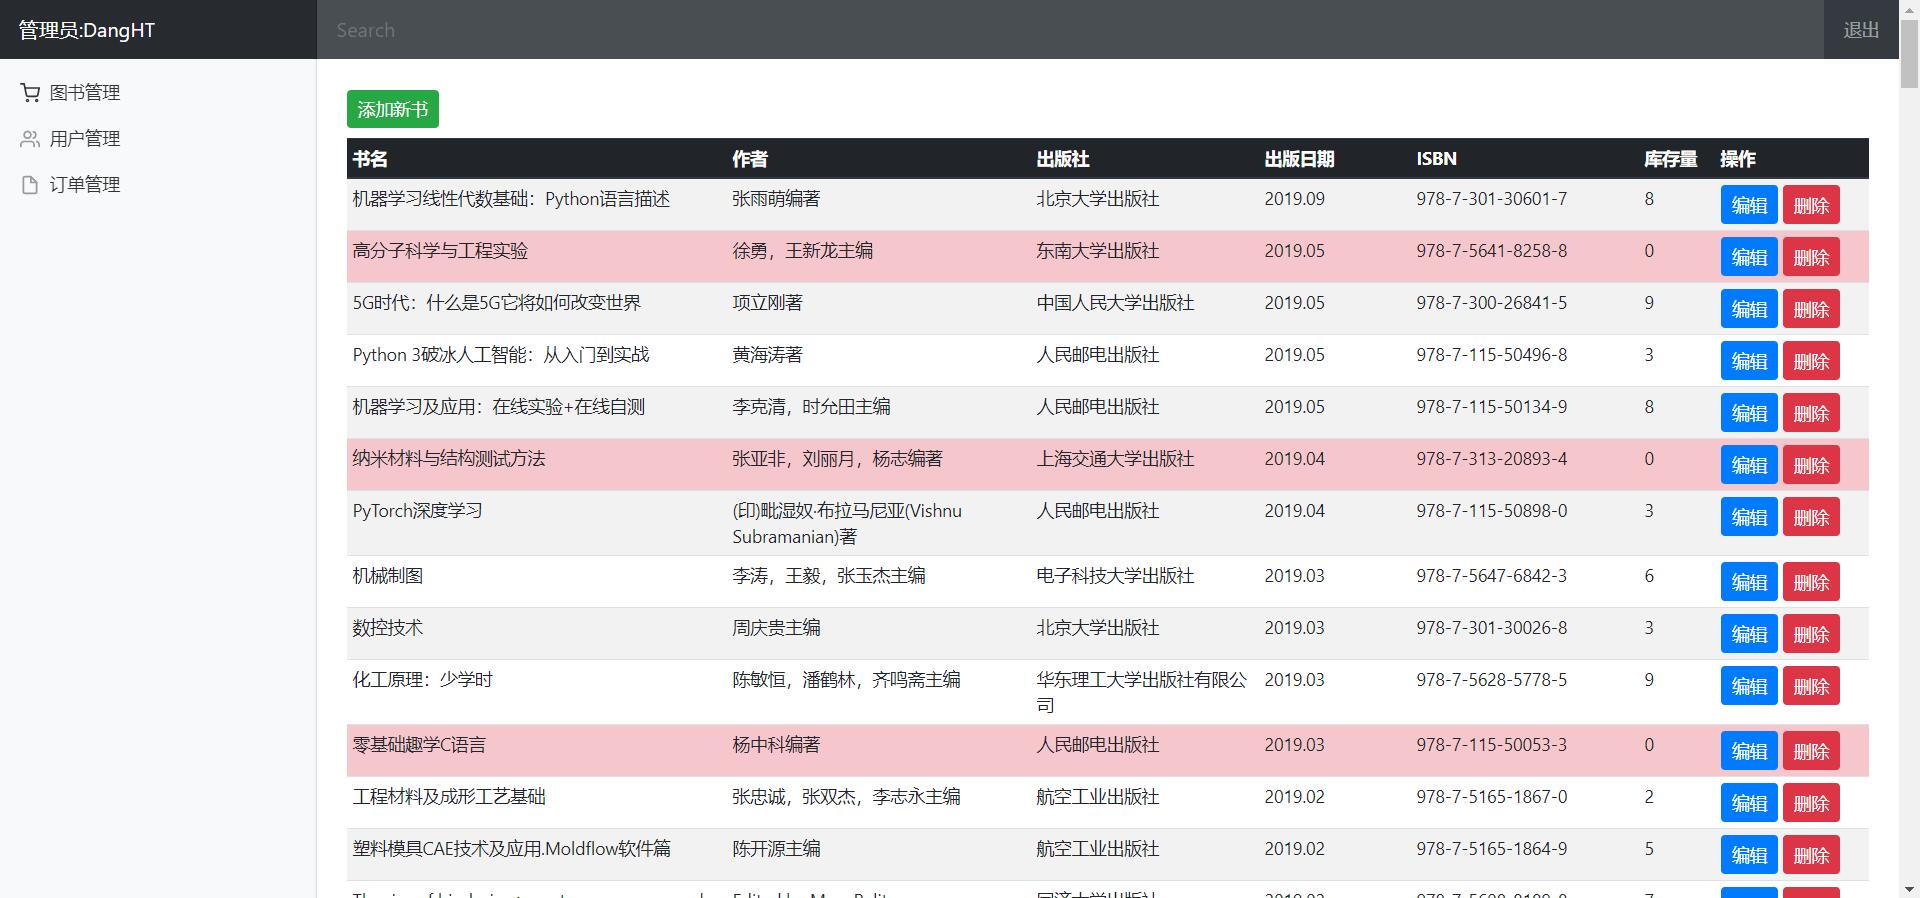 管理员:DangHT
Search
退出
图书管理
用户管理
订单管理
添加新书
书名 作者 出版社 出版日期 ISBN 库存量 操作
机器学习线性代数基础：Python语言描述 张雨萌编著 北京大学出版社 2019.09 978-7-301-30601-7 8 编辑 删除
高分子科学与工程实验 徐勇，王新龙主编 东南大学出版社 2019.05 978-7-5641-8258-8 0 编辑 删除
5G时代：什么是5G它将如何改变世界 项立刚著 中国人民大学出版社 2019.05 978-7-300-26841-5 9 编辑 删除
Python 3破冰人工智能：从入门到实战 黄海涛著 人民邮电出版社 2019.05 978-7-115-50496-8 3 编辑 删除
机器学习及应用：在线实验+在线自测 李克清，时允田主编 人民邮电出版社 2019.05 978-7-115-50134-9 8 编辑 删除
纳米材料与结构测试方法 张亚非，刘丽月，杨志编著 上海交通大学出版社 2019.04 978-7-313-20893-4 0 编辑 删除
PyTorch深度学习 (印)毗湿奴·布拉马尼亚(Vishnu 人民邮电出版社 2019.04 978-7-115-50898-0 3 编辑 删除
Subramanian)著
机械制图 李涛，王毅，张玉杰主编 电子科技大学出版社 2019.03 978-7-5647-6842-3 6 编辑 删除
数控技术 周庆贵主编 北京大学出版社 2019.03 978-7-301-30026-8 3 编辑 删除
化工原理：少学时 陈敏恒，潘鹤林，齐鸣斋主编 华东理工大学出版社有限公 2019.03 978-7-5628-5778-5 9 编辑 删除
司
零基础趣学C语言 杨中科编著 人民邮电出版社 2019.03 978-7-115-50053-3 0 编辑 删除
工程材料及成形工艺基础 张忠诚，张双杰，李志永主编 航空工业出版社 2019.02 978-7-5165-1867-0 2 编辑 删除
塑料模具CAE技术及应用.Moldflow软件篇 陈开源主编 航空工业出版社 2019.02 978-7-5165-1864-9 5 编辑 删除